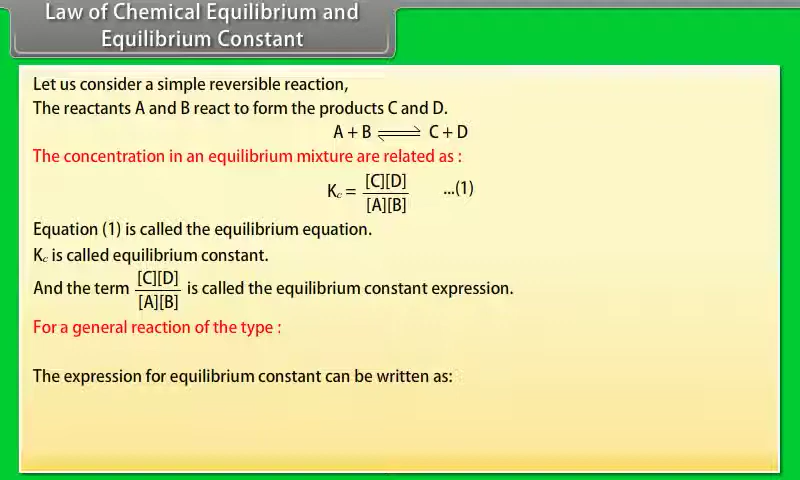 Law of Chemical Equilibrium and
Equilibrium Constant
Let us consider a simple reversible reaction,
The reactants A and B react to form the products C and D.
A + B ⇌ C + D
The concentration in an equilibrium mixture are related as :
Kc = [C][D] / [A][B] ...(1)
Equation (1) is called the equilibrium equation.
Kc is called equilibrium constant.
And the term [C][D] / [A][B] is called the equilibrium constant expression.
For a general reaction of the type :
The expression for equilibrium constant can be written as: